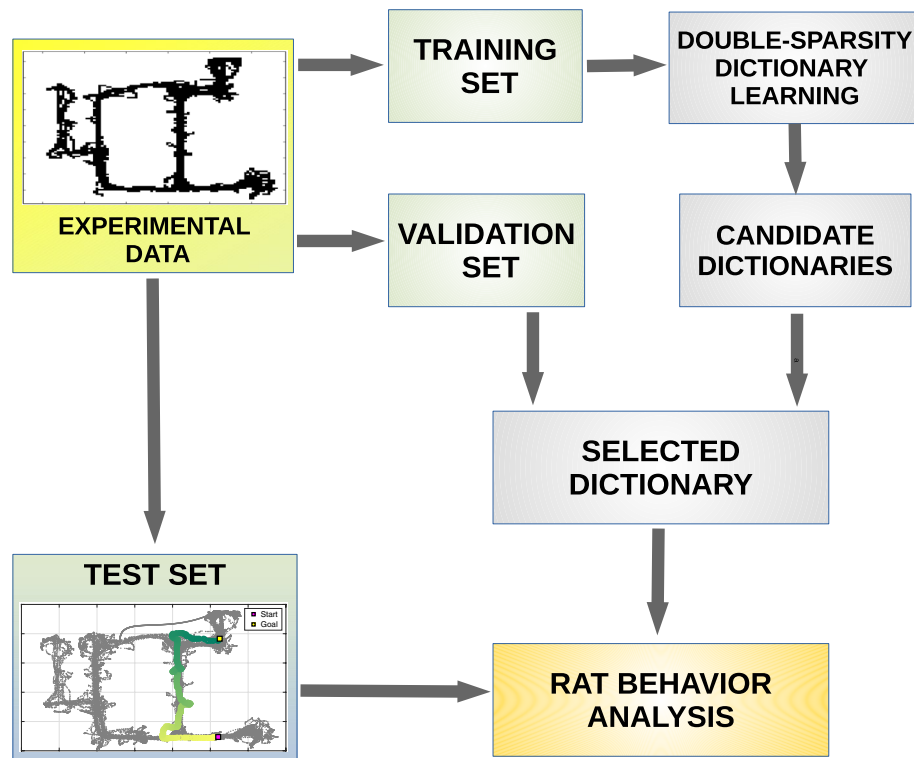 TRAINING
SET
DOUBLE-SPARSITY
DICTIONARY
LEARNING
EXPERIMENTAL
DATA
VALIDATION
SET
CANDIDATE
DICTIONARIES
SELECTED
DICTIONARY
TEST SET
Start
Goal
RAT BEHAVIOR
ANALYSIS